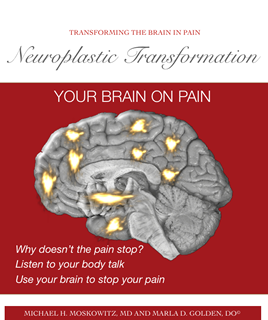 TRANSFORMING THE BRAIN IN PAIN
Neuroplastic Transformation
YOUR BRAIN ON PAIN
Why doesn't the pain stop?
Listen to your body talk
Use your brain to stop your pain
MICHAEL H. MOSKOWITZ, MD AND MARLA D. GOLDEN, DO©